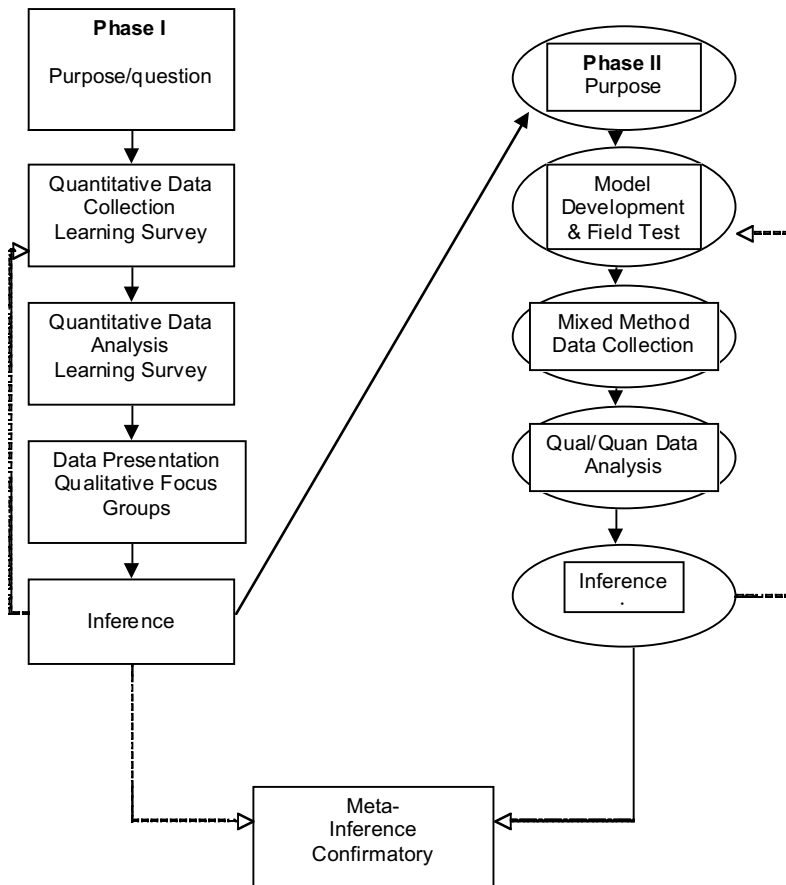 Phase I
Purpose/question
Quantitative Data
Collection
Learning Survey
Quantitative Data
Analysis
Learning Survey
Data Presentation
Qualitative Focus
Groups
Inference
Phase II
Purpose
Model
Development
& Field Test
Mixed Method
Data Collection
Qual/Quan Data
Analysis
Inference
.
Meta-
Inference
Confirmatory